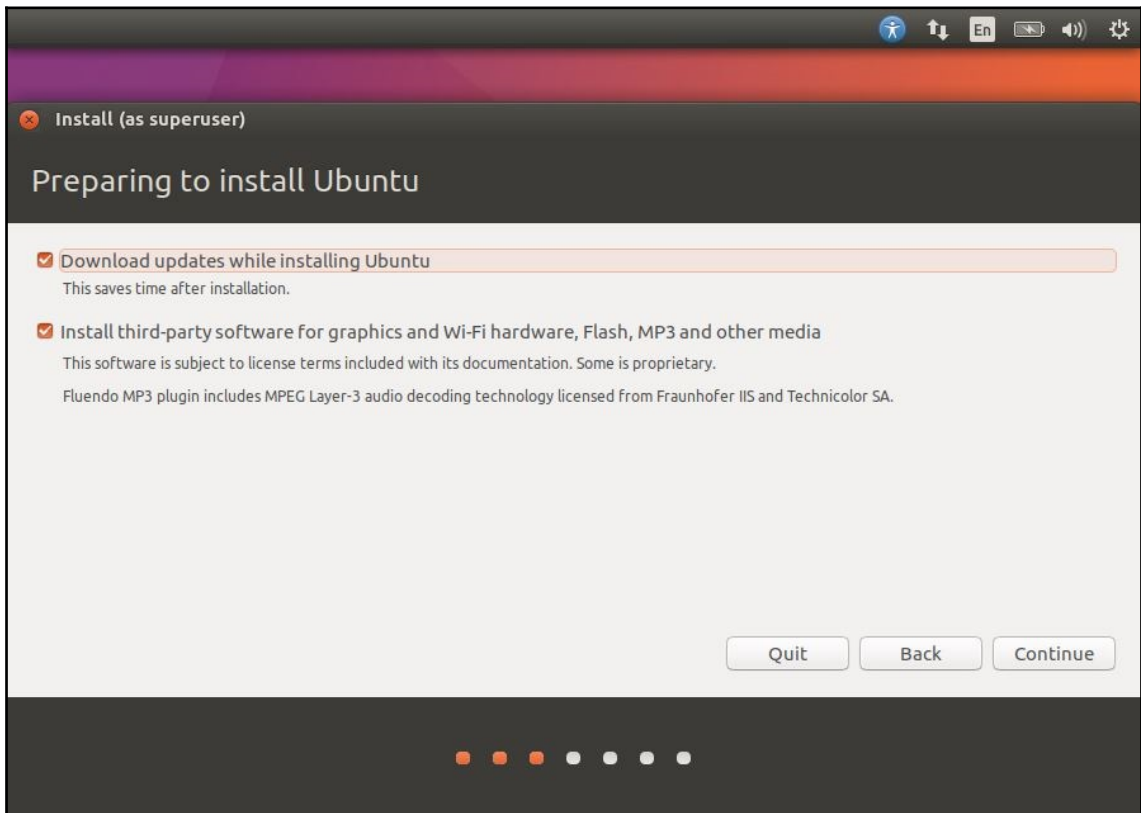 En
Install (as superuser)
Preparing to install Ubuntu
Download updates while installing Ubuntu
This saves time after installation.
Install third-party software for graphics and Wi-Fi hardware, Flash, MP3 and other media
This software is subject to license terms included with its documentation. Some is proprietary.
Fluendo MP3 plugin includes MPEG Layer-3 audio decoding technology licensed from Fraunhofer IIS and Technicolor SA.
Quit Back Continue